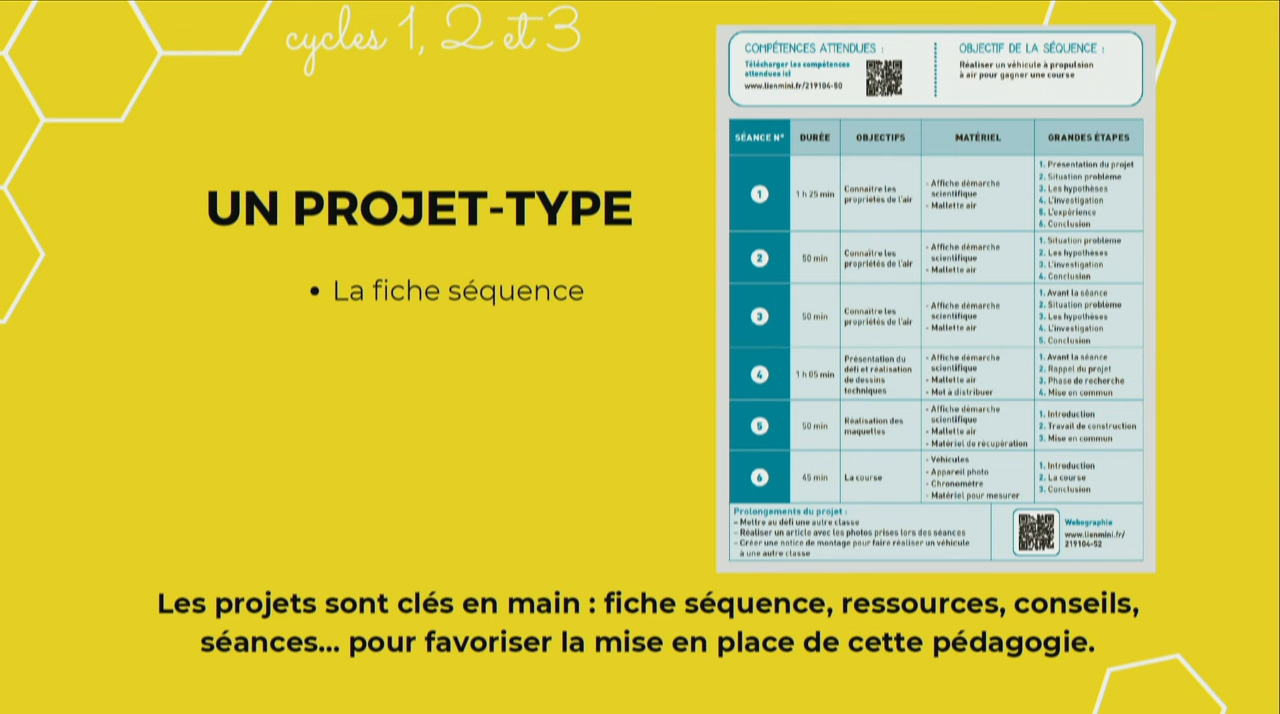 cycles 1, 2 et 3
UN PROJET-TYPE
• La fiche séquence
COMPÉTENCES ATTENDUES :
Télécharger les compétences
attendues ici
www.lienmini.fr/219104-50
OBJECTIF DE LA SÉQUENCE :
Réaliser un véhicule à propulsion
à air pour gagner une course
SÉANCE N° DURÉE OBJECTIFS MATÉRIEL GRANDES ÉTAPES
1
1 h 25 min
Connaître les
propriétés de l'air
- Affiche démarche
scientifique
- Mallette air
1. Présentation du projet
2. Situation problème
3. Les hypothèses
4. L'investigation
5. L'expérience
6. Conclusion
2
50 min
Connaître les
propriétés de l'air
- Affiche démarche
scientifique
- Mallette air
1. Situation problème
2. Les hypothèses
3. L'investigation
4. Conclusion
3
50 min
Connaître les
propriétés de l'air
- Affiche démarche
scientifique
- Mallette air
1. Avant la séance
2. Situation problème
3. Les hypothèses
4. L'investigation
5. Conclusion
4
1 h 05 min
Présentation du
défi et réalisation
de dessins
techniques
- Affiche démarche
scientifique
- Mallette air
- Mot à distribuer
1. Avant la séance
2. Rappel du projet
3. Phase de recherche
4. Mise en commun
5
50 min
Réalisation des
maquettes
- Affiche démarche
scientifique
- Mallette air
- Matériel de récupération
1. Introduction
2. Travail de construction
3. Mise en commun
6
45 min
La course
- Véhicules
- Appareil photo
- Chronomètre
- Matériel pour mesurer
1. Introduction
2. La course
3. Conclusion
Prolongements du projet :
– Mettre au défi une autre classe
– Réaliser un article avec les photos prises lors des séances
– Créer une notice de montage pour faire réaliser un véhicule
à une autre classe
Webographie
www.lienmini.fr/
219104-52
Les projets sont clés en main : fiche séquence, ressources, conseils,
séances... pour favoriser la mise en place de cette pédagogie.